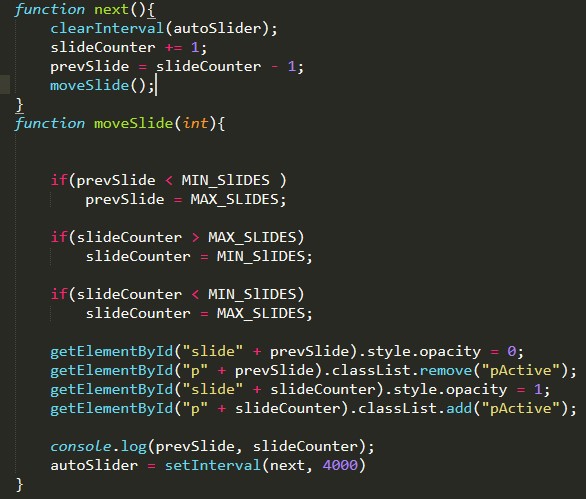 function next(){
clearInterval(autoSlider);
slideCounter += 1;
prevSlide = slideCounter - 1;
moveSlide();
}
function moveSlide(int){
if(prevSlide < MIN_SlIDES )
prevSlide = MAX_SLIDES;
if(slideCounter > MAX_SLIDES)
slideCounter = MIN_SlIDES;
if(slideCounter < MIN_SlIDES)
slideCounter = MAX_SLIDES;
getElementById("slide" + prevSlide).style.opacity = 0;
getElementById("p" + prevSlide).classList.remove("pActive");
getElementById("slide" + slideCounter).style.opacity = 1;
getElementById("p" + slideCounter).classList.add("pActive");
console.log(prevSlide, slideCounter);
autoSlider = setInterval(next, 4000)
}